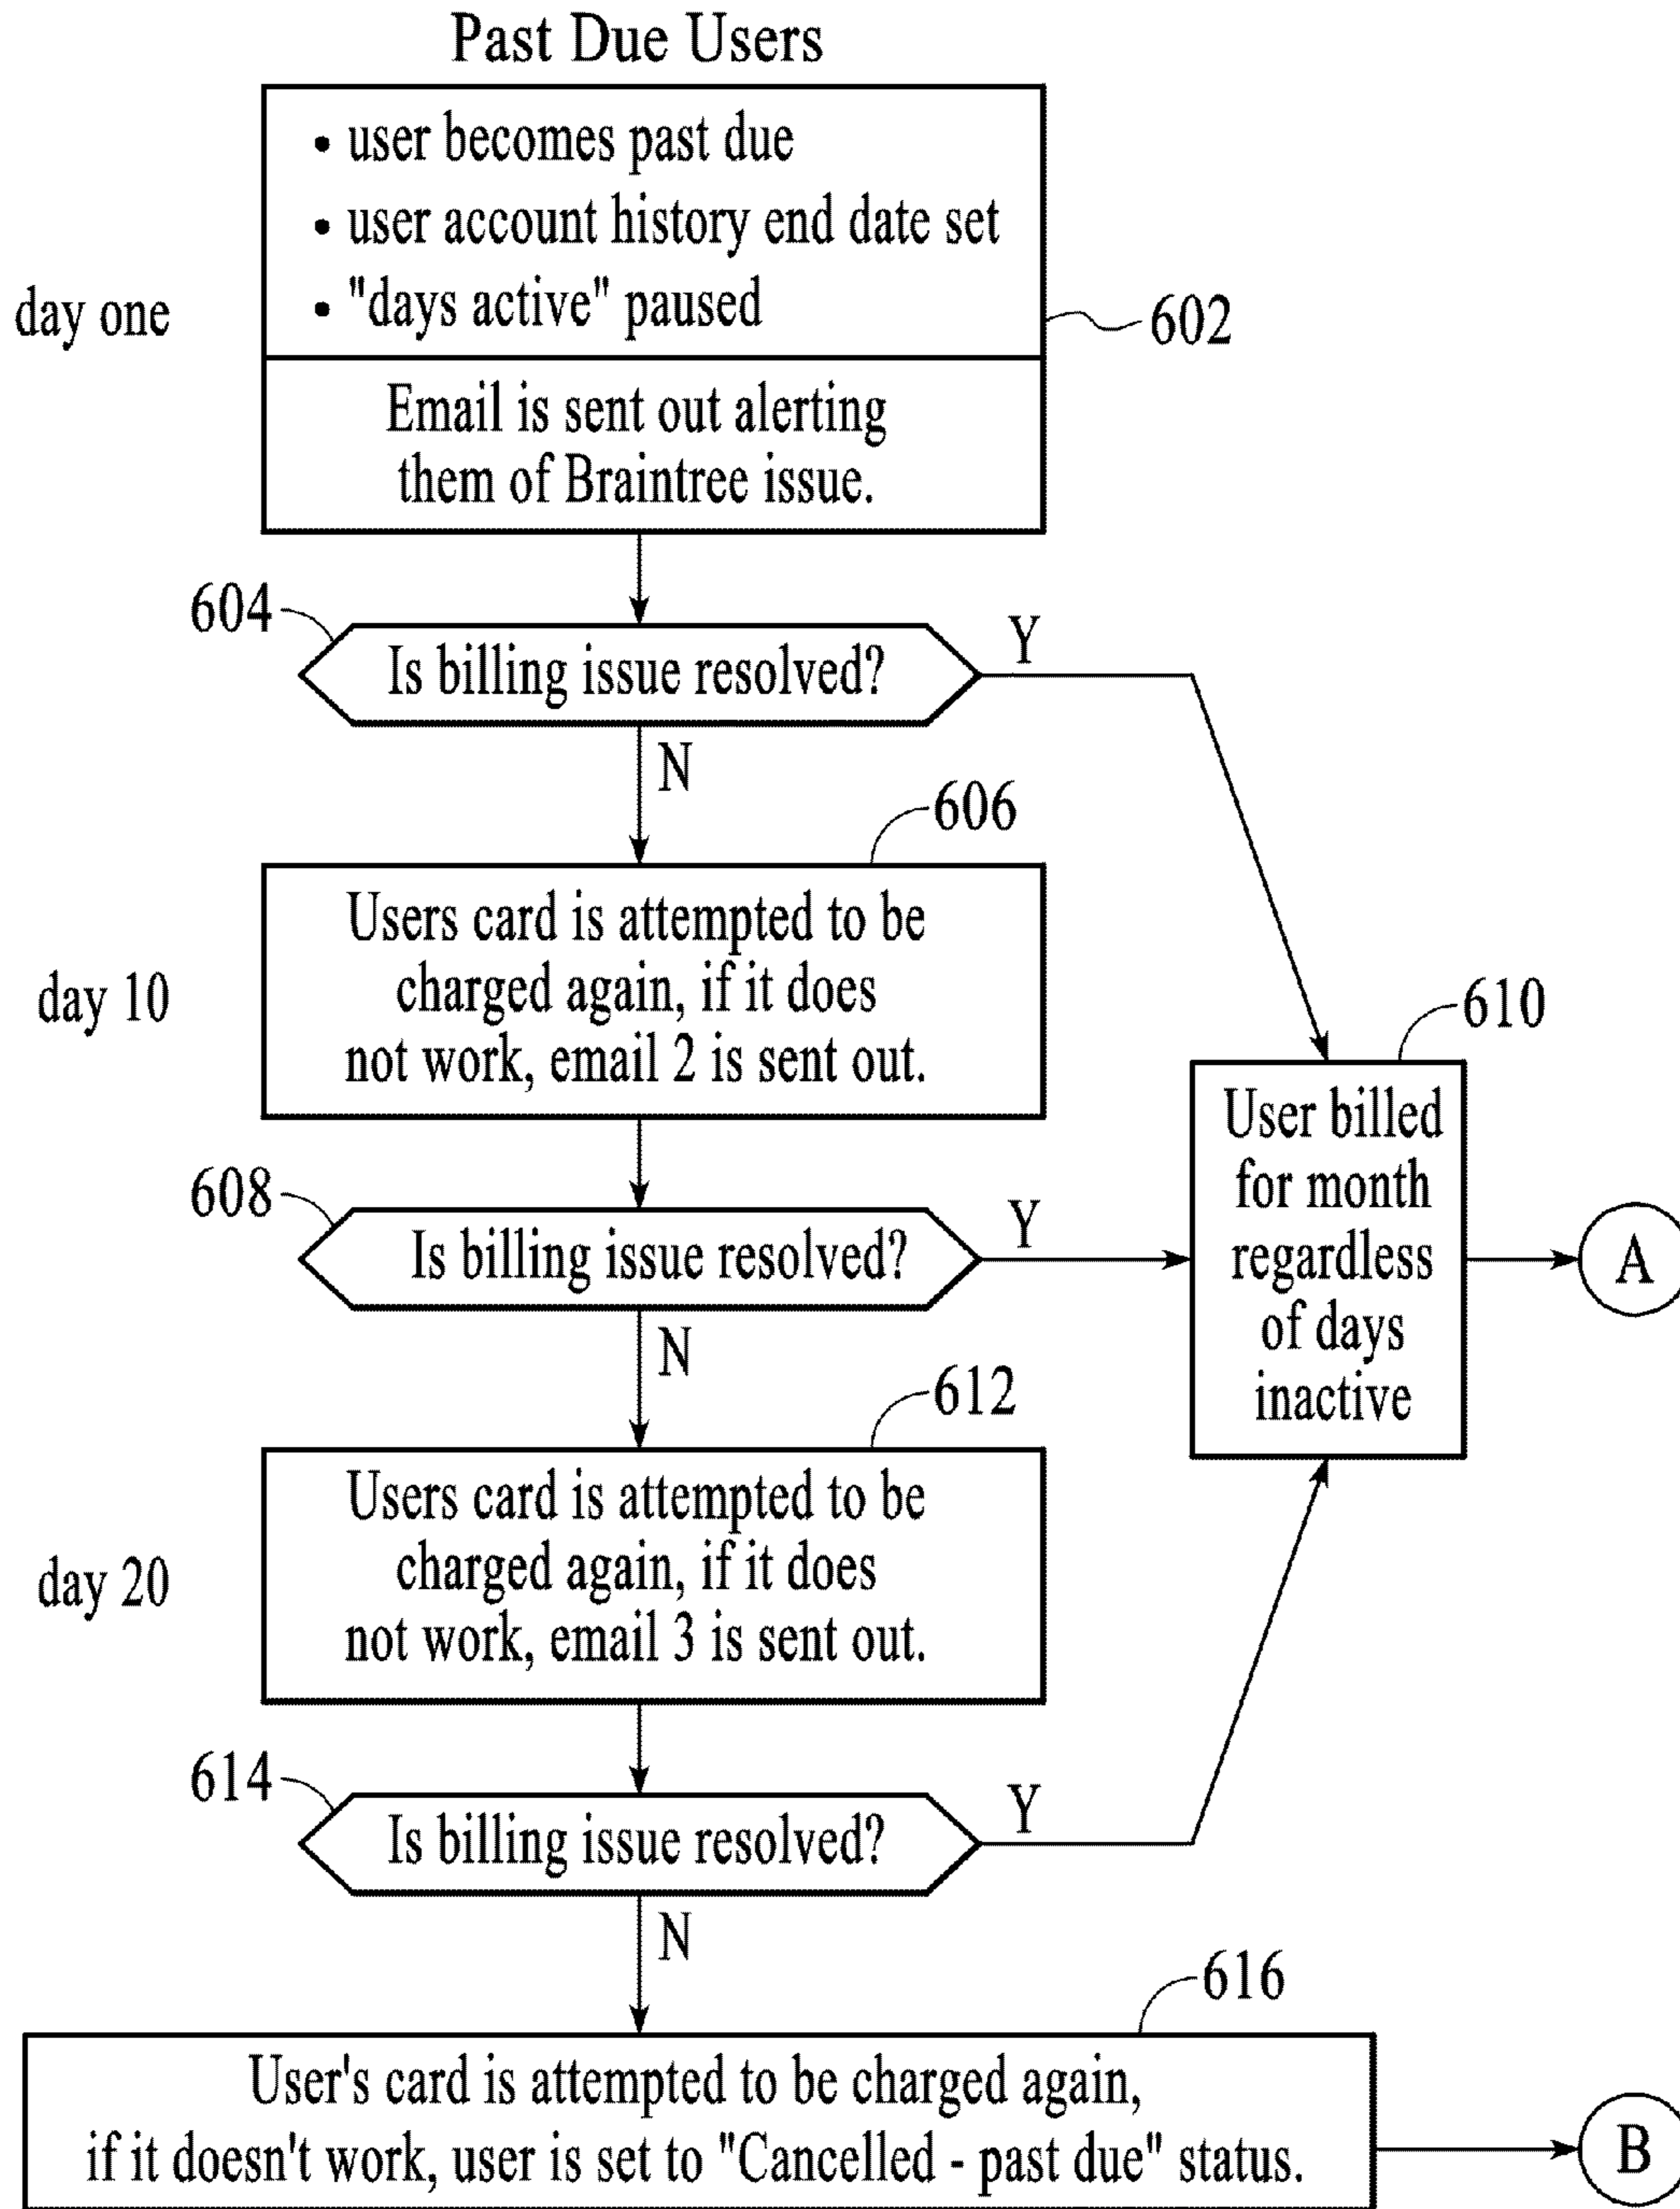 Past Due Users
• user becomes past due
• user account history end date set
• "days active" paused
day one
602
Email is sent out alerting
them of Braintree issue.
604
Is billing issue resolved?
Y
N
606
Users card is attempted to be
charged again, if it does
not work, email 2 is sent out.
day 10
610
User billed
for month
regardless
of days
inactive
A
608
Is billing issue resolved?
Y
N
612
Users card is attempted to be
charged again, if it does
not work, email 3 is sent out.
day 20
614
Is billing issue resolved?
Y
N
616
User's card is attempted to be charged again,
if it doesn't work, user is set to "Cancelled - past due" status.
B